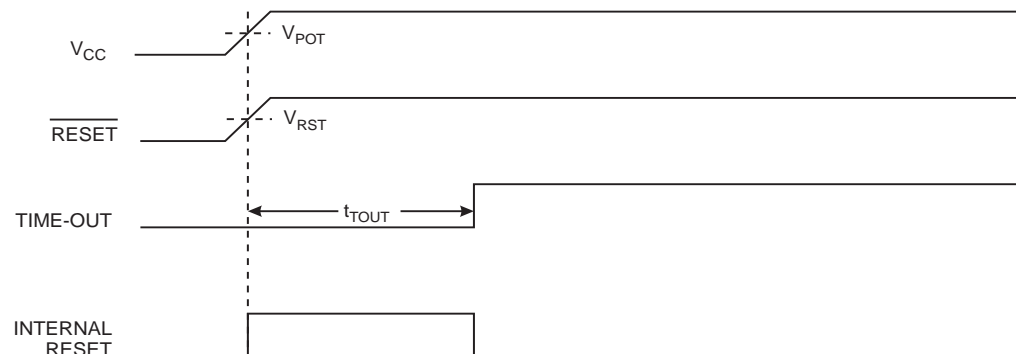 VCC
VPOT
RESET
VRST
TIME-OUT
tTOUT
INTERNAL
RESET